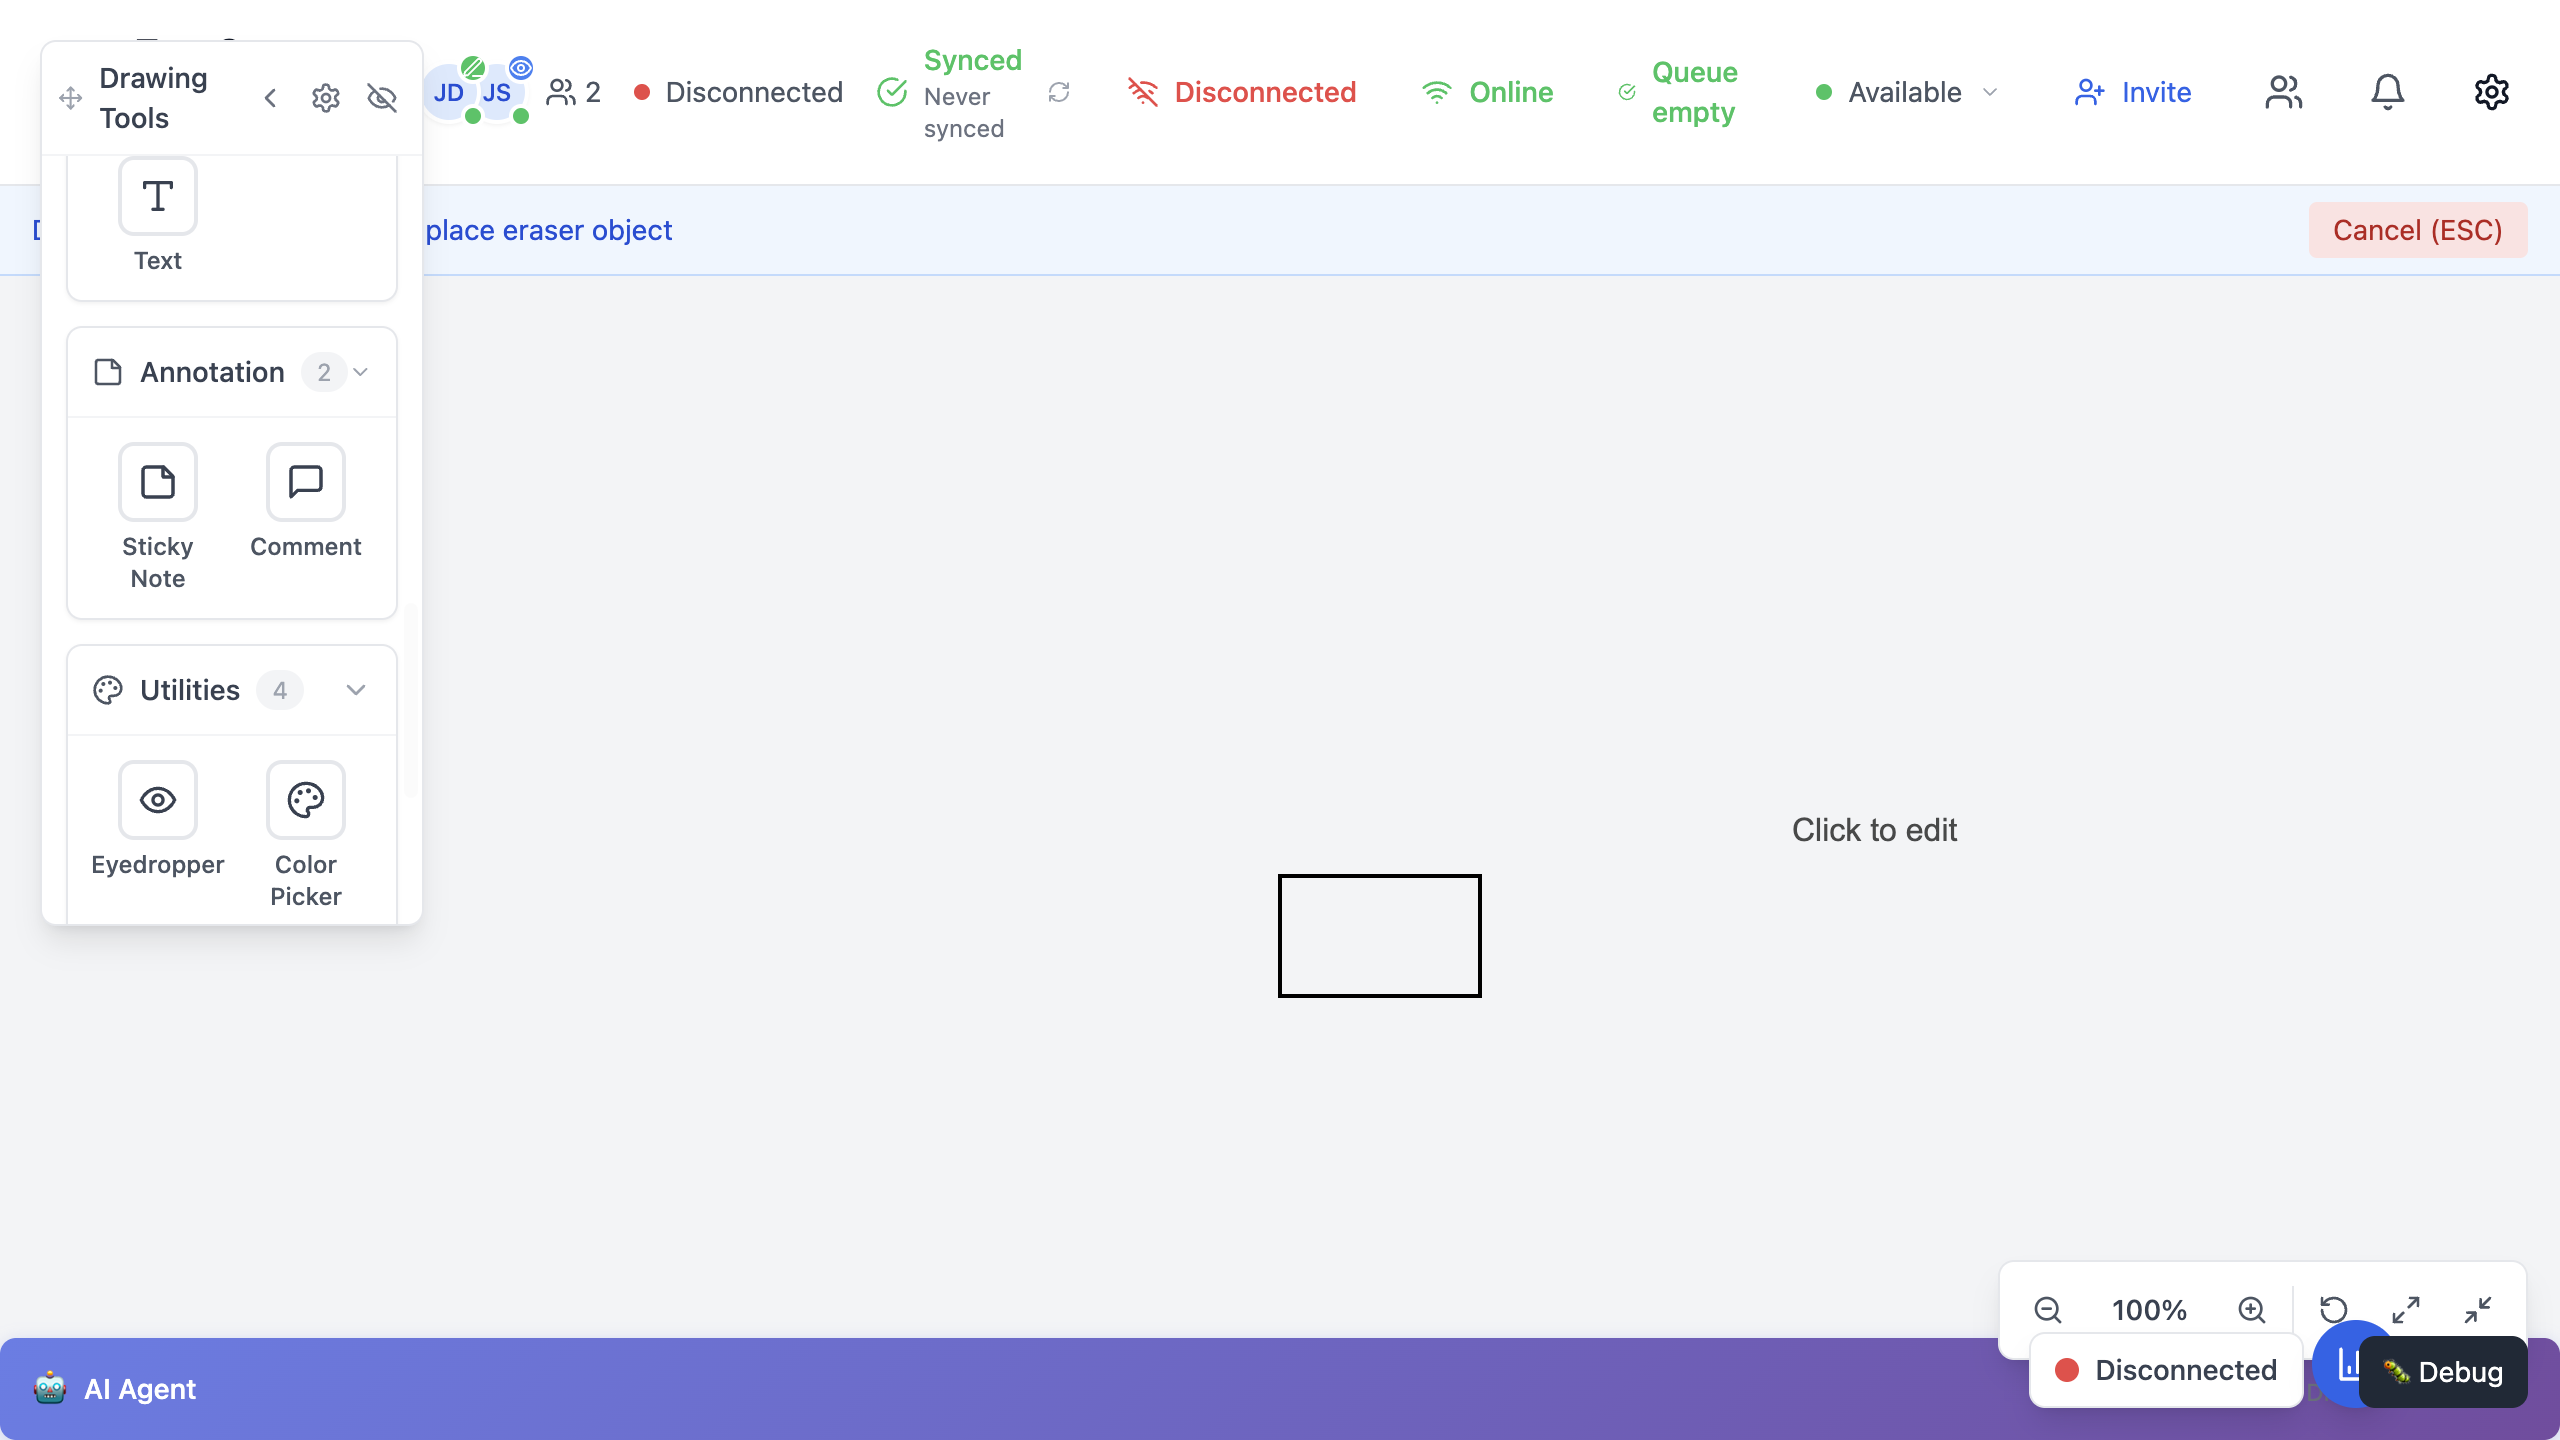 Drawing
Tools
JD
JS
2
Disconnected
Synced
Never
synced
Disconnected
Online
Queue
empty
Available
Invite
place eraser object
Cancel (ESC)
Text
Annotation 2
Sticky
Note
Comment
Utilities 4
Eyedropper
Color
Picker
Click to edit
100%
🤖 AI Agent
Disconnected
🐛 Debug